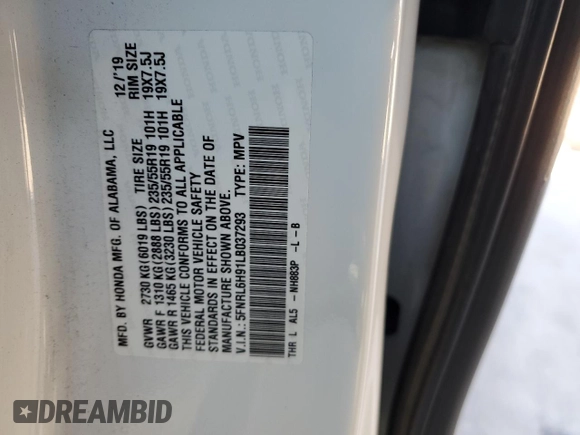 MFD. BY HONDA MFG. OF ALABAMA, LLC 12/'19
GVWR 2730 KG (6019 LBS) TIRE SIZE RIM SIZE
GAWR F 1310 KG (2888 LBS) 235/55R19 101H 19X7.5J
GAWR R 1465 KG (3230 LBS) 235/55R19 101H 19X7.5J
THIS VEHICLE CONFORMS TO ALL APPLICABLE
FEDERAL MOTOR VEHICLE SAFETY
STANDARDS IN EFFECT ON THE DATE OF
MANUFACTURE SHOWN ABOVE.
V.I.N.: 5FNRL6H91LB037293 TYPE: MPV
THR L AL5 - NH883P -L - B
DREAMBID